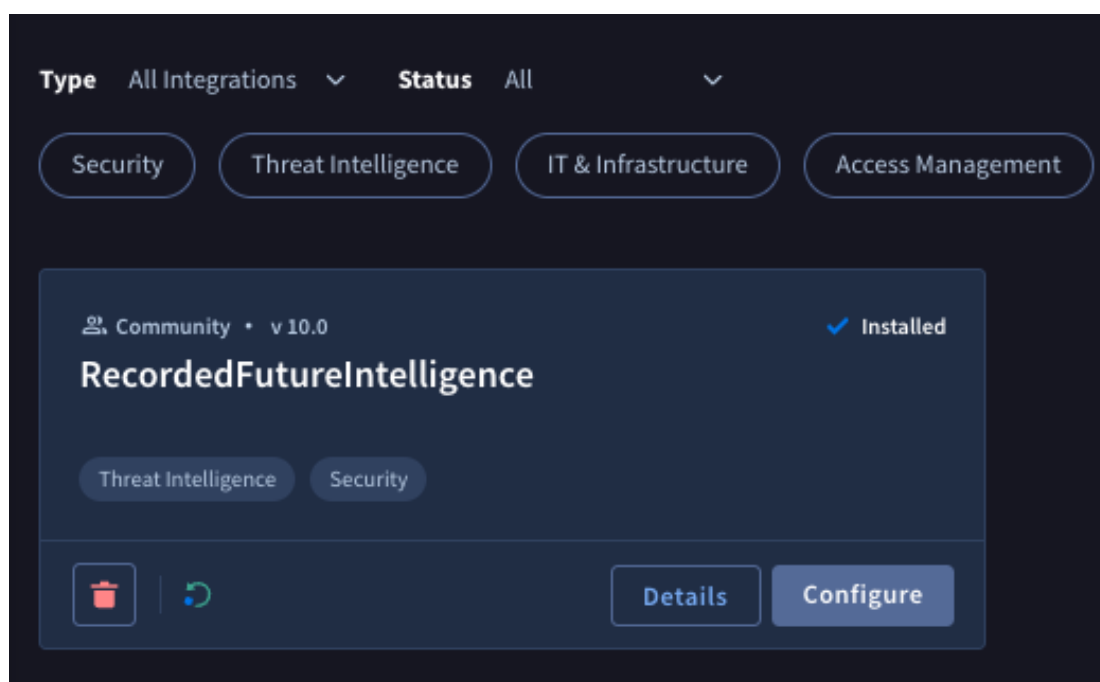 Type All Integrations Status All
Security Threat Intelligence IT & Infrastructure Access Management
Community • v 10.0 Installed
RecordedFutureIntelligence
Threat Intelligence Security
Details Configure